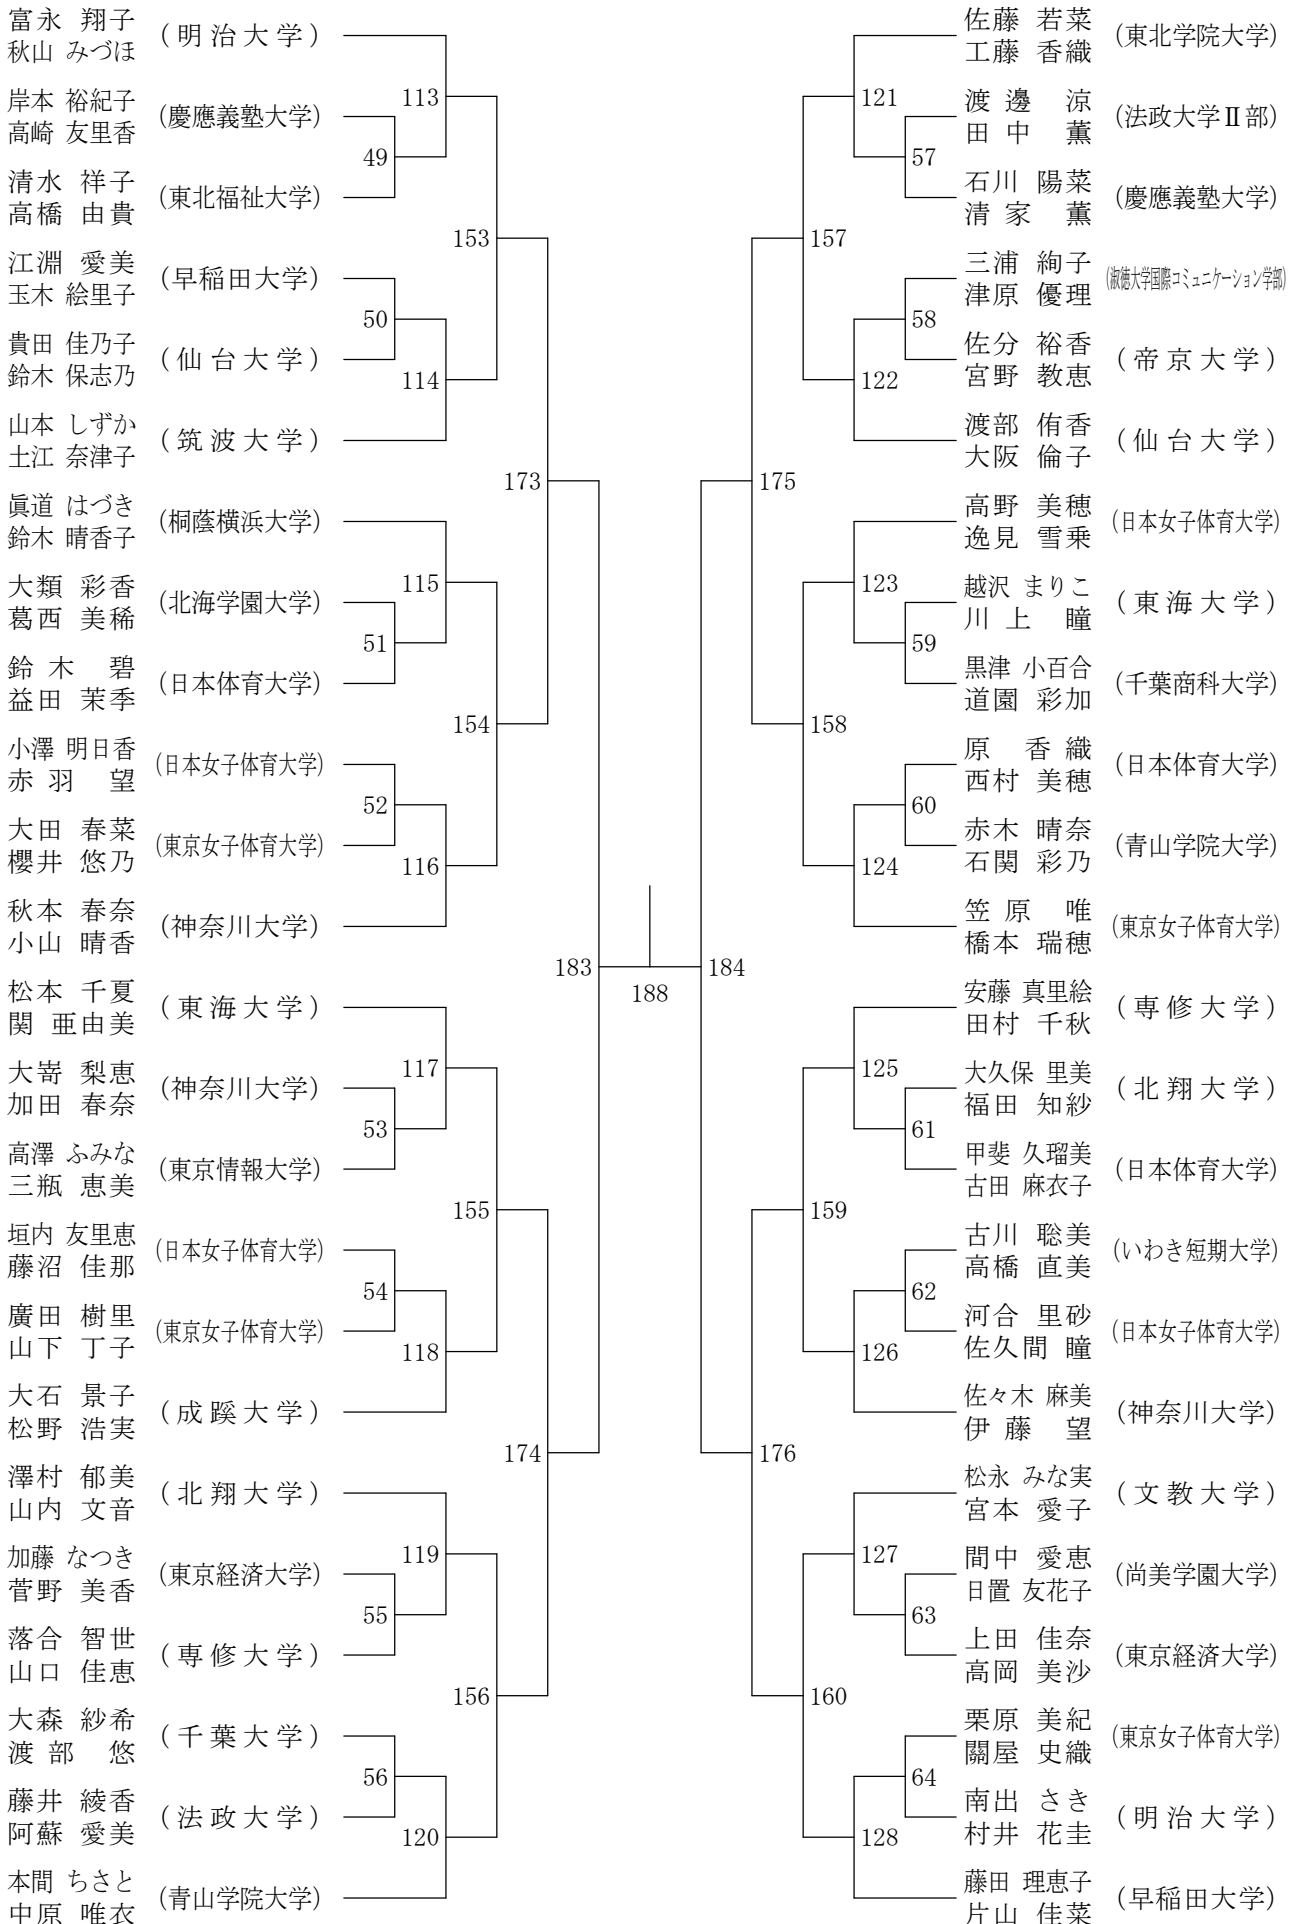 富永 翔子
秋山 みづほ
(明治大学)
岸本 裕紀子
高崎 友里香
(慶應義塾大学)
清水 祥子
高橋 由貴
(東北福祉大学)
江淵 愛美
玉木 絵里子
(早稲田大学)
貴田 佳乃子
鈴木 保志乃
(仙台大学)
山本 しずか
土江 奈津子
(筑波大学)
眞道 はづき
鈴木 晴香子
(桐蔭横浜大学)
大類 彩香
葛西 美稀
(北海学園大学)
鈴木 碧
益田 茉季
(日本体育大学)
小澤 明日香
赤羽 望
(日本女子体育大学)
大田 春菜
櫻井 悠乃
(東京女子体育大学)
秋本 春奈
小山 晴香
(神奈川大学)
松本 千夏
関 亜由美
(東海大学)
大嵜 梨恵
加田 春奈
(神奈川大学)
高澤 ふみな
三瓶 恵美
(東京情報大学)
垣内 友里恵
藤沼 佳那
(日本女子体育大学)
廣田 樹里
山下 丁子
(東京女子体育大学)
大石 景子
松野 浩実
(成蹊大学)
澤村 郁美
山内 文音
(北翔大学)
加藤 なつき
菅野 美香
(東京経済大学)
落合 智世
山口 佳恵
(専修大学)
大森 紗希
渡部 悠
(千葉大学)
藤井 綾香
阿蘇 愛美
(法政大学)
本間 ちさと
中原 唯衣
(青山学院大学)
49
50
51
52
53
54
55
56
113
114
115
116
117
118
119
120
153
154
155
156
173
174
183
188
184
175
176
157
158
159
160
121
122
123
124
125
126
127
128
57
58
59
60
61
62
63
64
佐藤 若菜
工藤 香織
(東北学院大学)
渡邊 涼
田中 薫
(法政大学Ⅱ部)
石川 陽菜
清家 薫
(慶應義塾大学)
三浦 絢子
津原 優理
(淑徳大学国際コミュニケーション学部)
佐分 裕香
宮野 教恵
(帝京大学)
渡部 侑香
大阪 倫子
(仙台大学)
高野 美穂
逸見 雪乗
(日本女子体育大学)
越沢 まりこ
川上 瞳
(東海大学)
黒津 小百合
道園 彩加
(千葉商科大学)
原 香織
西村 美穂
(日本体育大学)
赤木 晴奈
石関 彩乃
(青山学院大学)
笠原 唯
橋本 瑞穂
(東京女子体育大学)
安藤 真里絵
田村 千秋
(専修大学)
大久保 里美
福田 知紗
(北翔大学)
甲斐 久瑠美
古田 麻衣子
(日本体育大学)
古川 聡美
高橋 直美
(いわき短期大学)
河合 里砂
佐久間 瞳
(日本女子体育大学)
佐々木 麻美
伊藤 望
(神奈川大学)
松永 みな実
宮本 愛子
(文教大学)
間中 愛恵
日置 友花子
(尚美学園大学)
上田 佳奈
高岡 美沙
(東京経済大学)
栗原 美紀
關屋 史織
(東京女子体育大学)
南出 さき
村井 花圭
(明治大学)
藤田 理恵子
片山 佳菜
(早稲田大学)